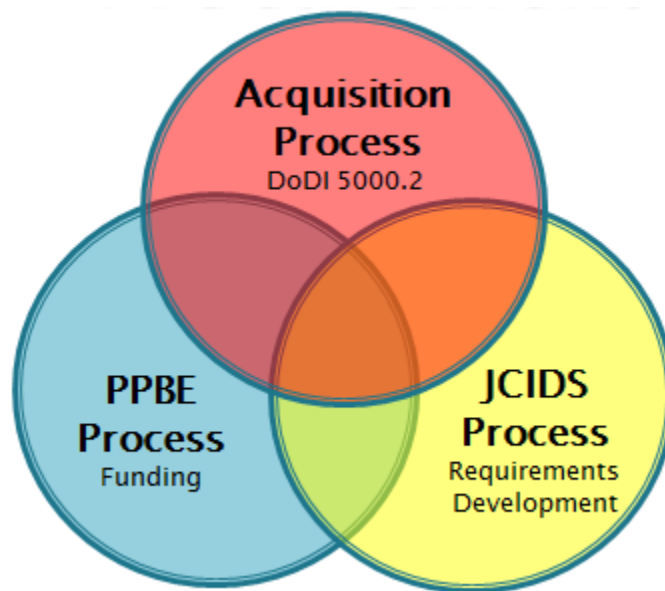 Acquisition
Process
DoDI 5000.2
PPBE
Process
Funding
JCIDS
Process
Requirements
Development